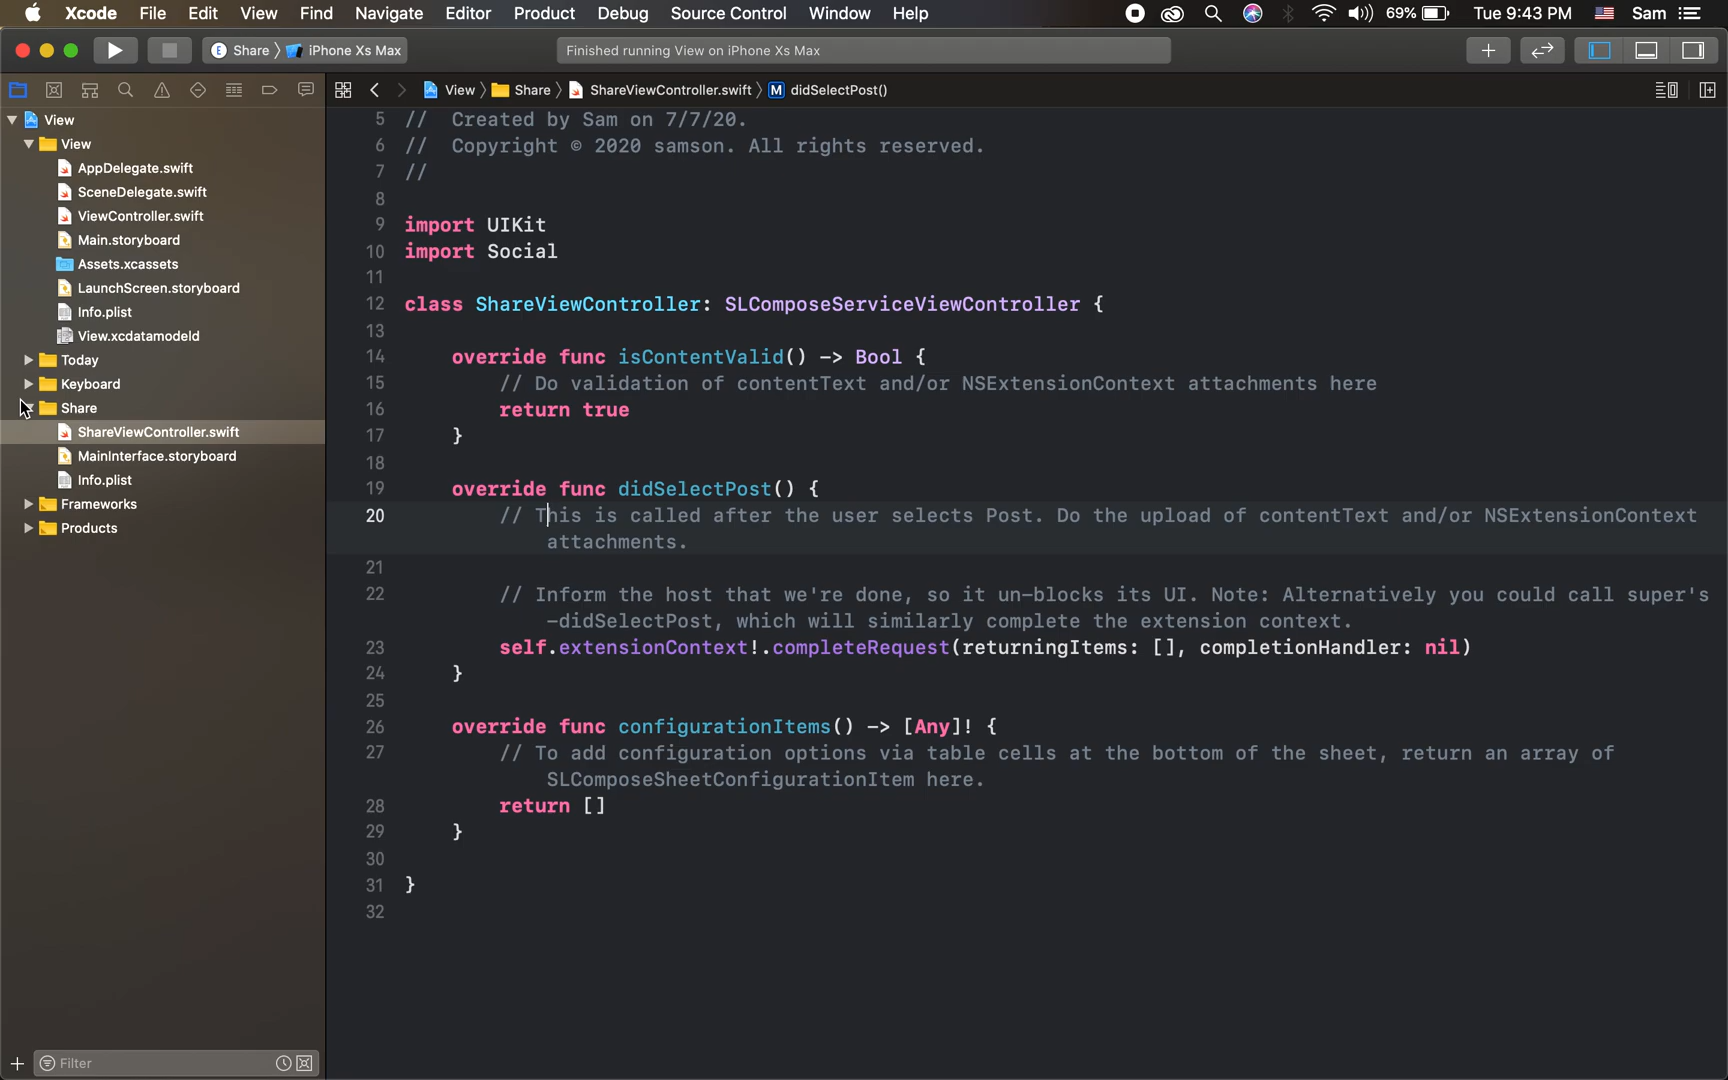 Xcode File Edit View Find Navigate Editor Product Debug Source Control Window Help 69% Tue 9:43 PM Sam
Share 〉 iPhone Xs Max
Finished running View on iPhone Xs Max
View 〉 Share 〉 ShareViewController.swift 〉 M didSelectPost()
View
View
AppDelegate.swift
SceneDelegate.swift
ViewController.swift
Main.storyboard
Assets.xcassets
LaunchScreen.storyboard
Info.plist
View.xcdatamodeld
Today
Keyboard
Share
ShareViewController.swift
MainInterface.storyboard
Info.plist
Frameworks
Products
Filter
5 // Created by Sam on 7/7/20.
6 // Copyright © 2020 samson. All rights reserved.
7 //
8
9 import UIKit
10 import Social
11
12 class ShareViewController: SLComposeServiceViewController {
13
14 override func isContentValid() -> Bool {
15 // Do validation of contentText and/or NSExtensionContext attachments here
16 return true
17 }
18
19 override func didSelectPost() {
20 // This is called after the user selects Post. Do the upload of contentText and/or NSExtensionContext
attachments.
21
22 // Inform the host that we're done, so it un-blocks its UI. Note: Alternatively you could call super's
-didSelectPost, which will similarly complete the extension context.
23 self.extensionContext!.completeRequest(returningItems: [], completionHandler: nil)
24 }
25
26 override func configurationItems() -> [Any]! {
27 // To add configuration options via table cells at the bottom of the sheet, return an array of
SLComposeSheetConfigurationItem here.
28 return []
29 }
30
31 }
32